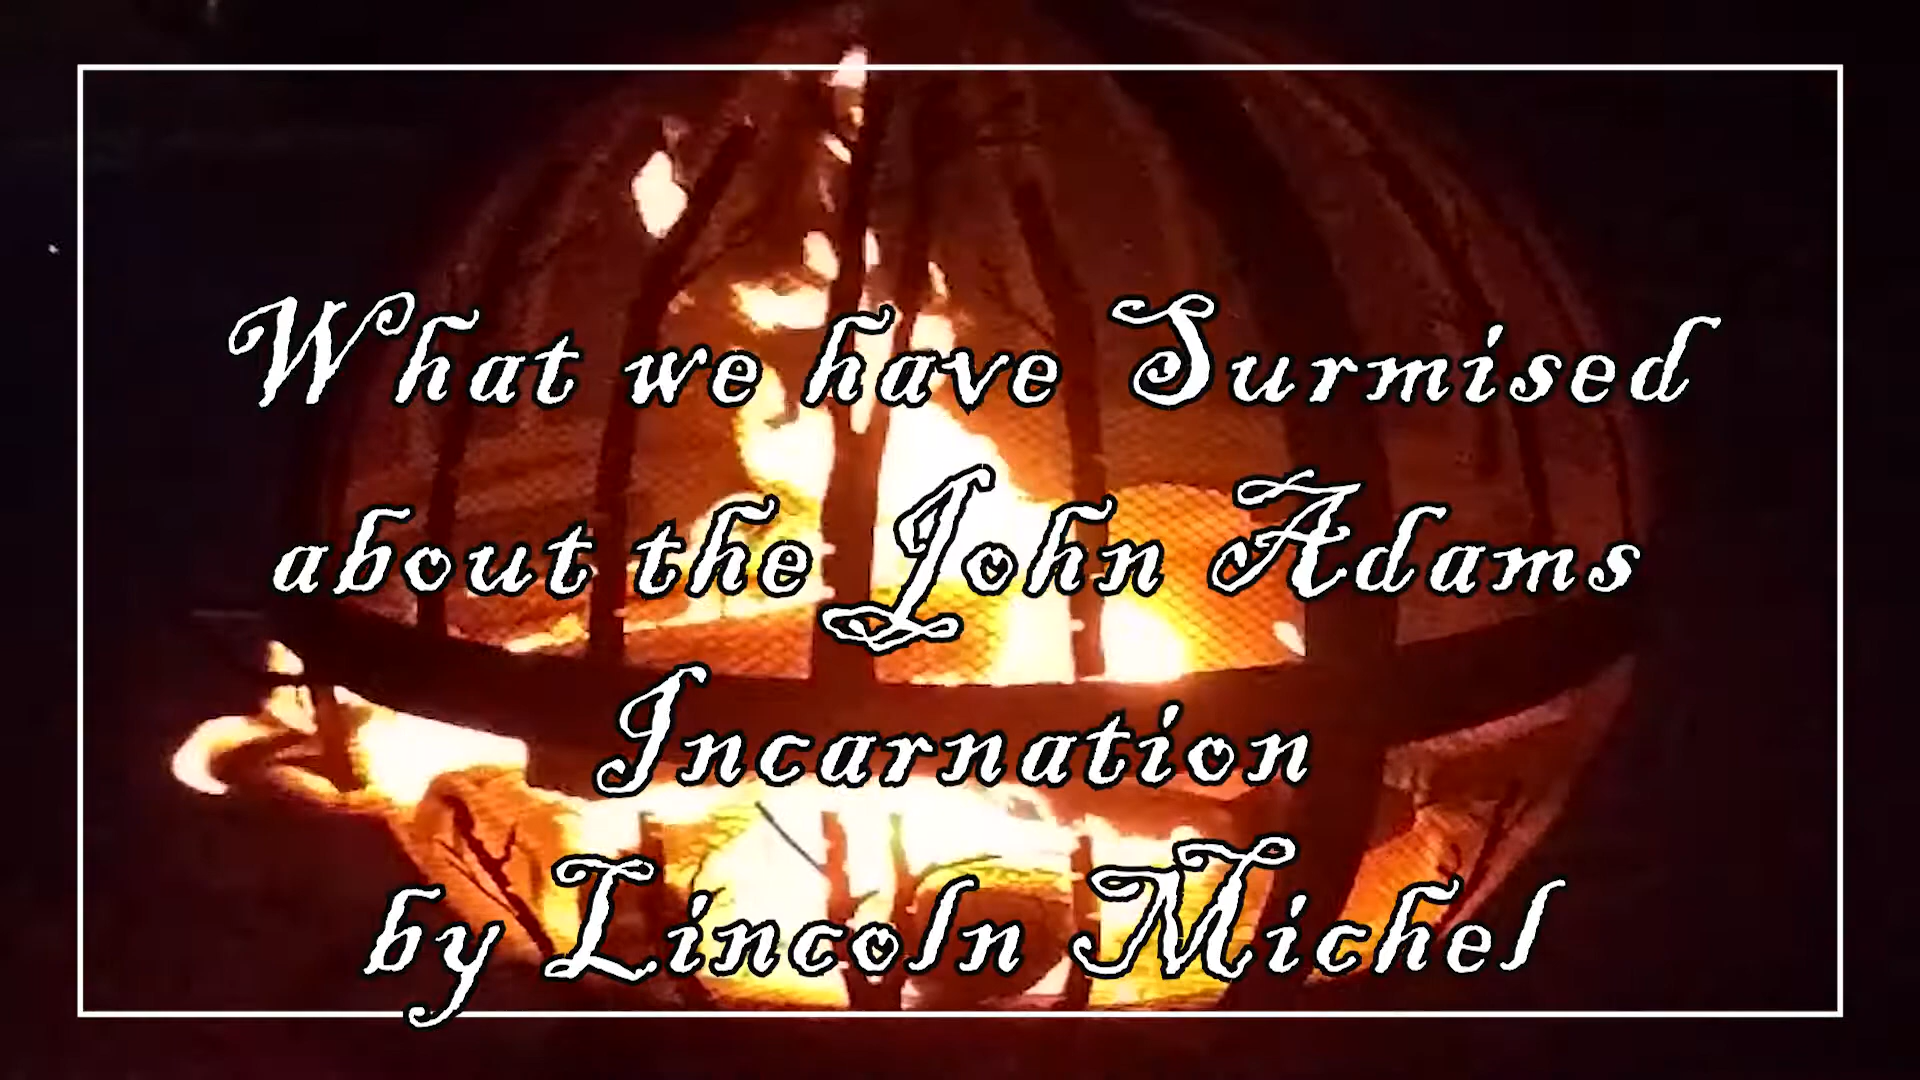 What we have Surmised
about the John Adams
Incarnation
by Lincoln Michel